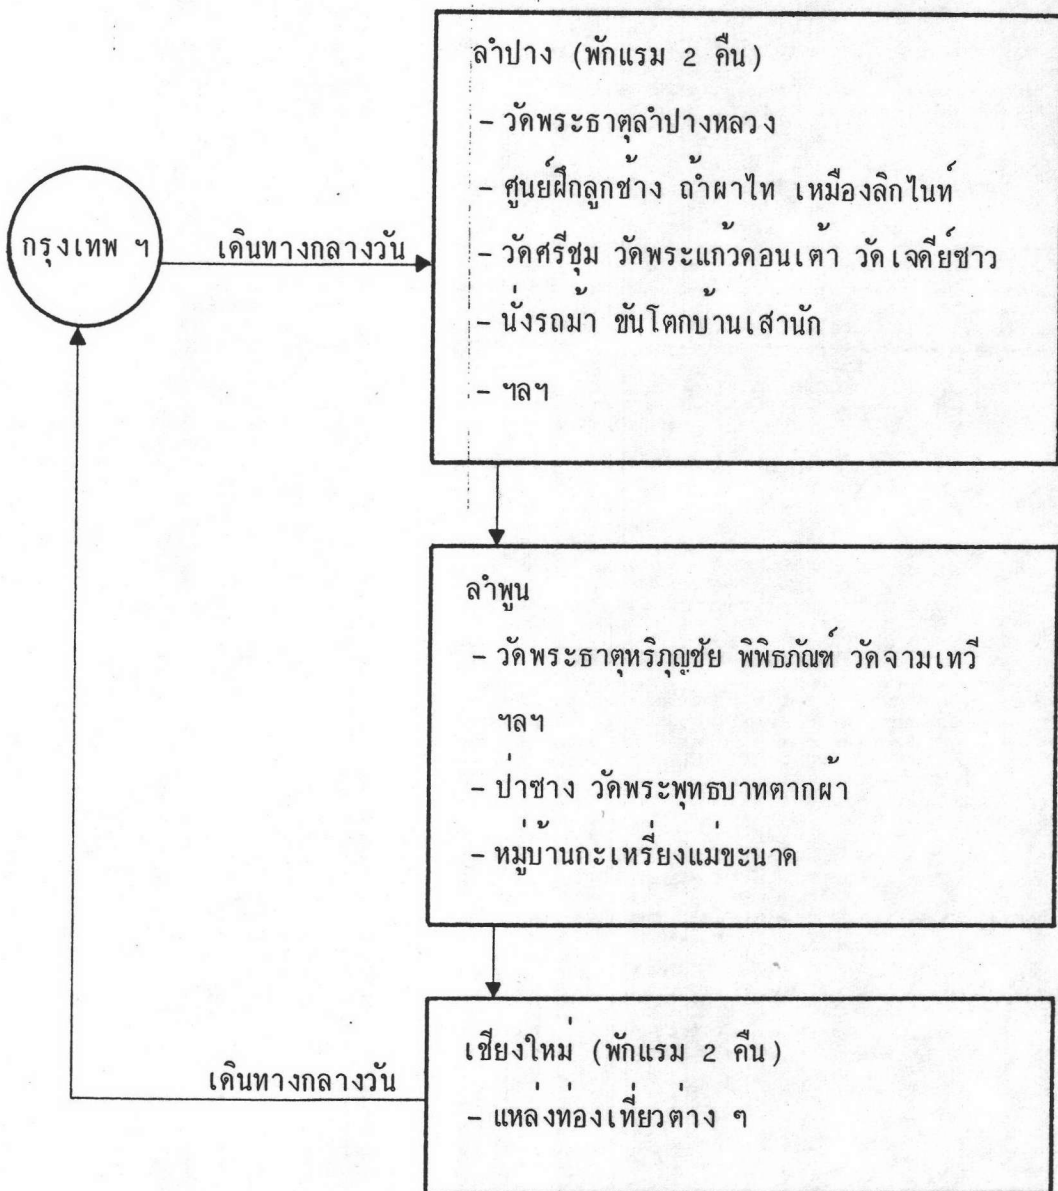 ลำปาง (พักแรม 2 คืน)
- วัดพระธาตุลำปางหลวง
- ศูนย์ฝึกลูกช้าง ถ้ำผาไท เหมืองลิกไนท์
กรุงเทพ ฯ
เดินทางกลางวัน
- วัดศรีชุม วัดพระแก้วดอนเต้า วัดเจดีย์ซาว
- นั่งรถม้า ขันโตกบ้านเสานัก
- ฯลฯ
ลำพูน
- วัดพระธาตุหริภุญชัย พิพิธภัณฑ์ วัดจามเทวี
ฯลฯ
- ป่าซาง วัดพระพุทธบาทตากผ้า
- หมู่บ้านกะเหรี่ยงแม่ขะนาด
เชียงใหม่ (พักแรม 2 คืน)
เดินทางกลางวัน
- แหล่งท่องเที่ยวต่าง ๆ